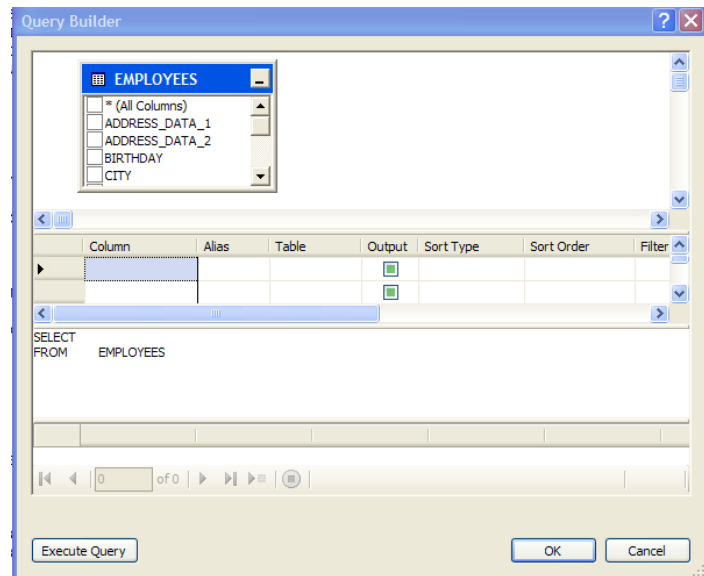 Query Builder
EMPLOYEES
* (All Columns)
ADDRESS_DATA_1
ADDRESS_DATA_2
BIRTHDAY
CITY
Column Alias Table Output Sort Type Sort Order Filter
SELECT
FROM EMPLOYEES
0 of 0
Execute Query OK Cancel